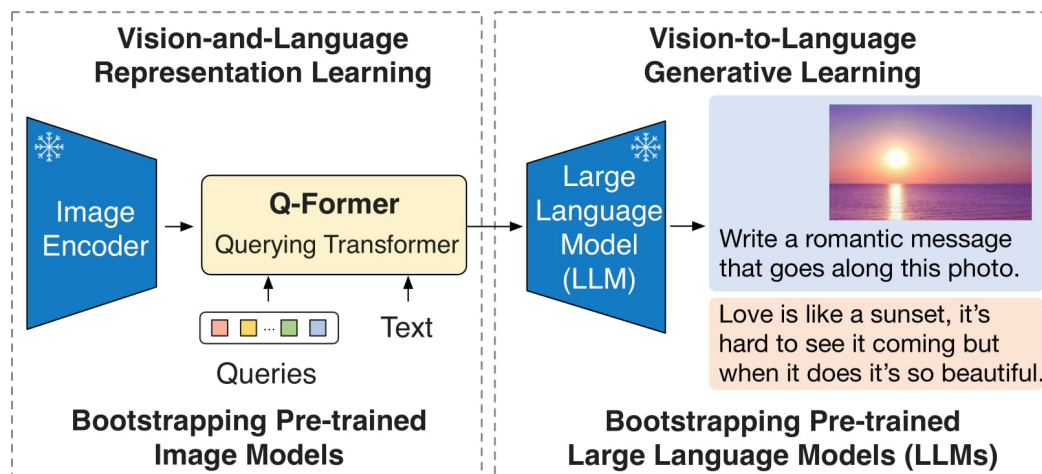 Vision-and-Language
Representation Learning
Image
Encoder
Q-Former
Querying Transformer
...
Queries
Text
Bootstrapping Pre-trained
Image Models
Vision-to-Language
Generative Learning
Large
Language
Model
(LLM)
Write a romantic message
that goes along this photo.
Love is like a sunset, it's
hard to see it coming but
when it does it's so beautiful.
Bootstrapping Pre-trained
Large Language Models (LLMs)